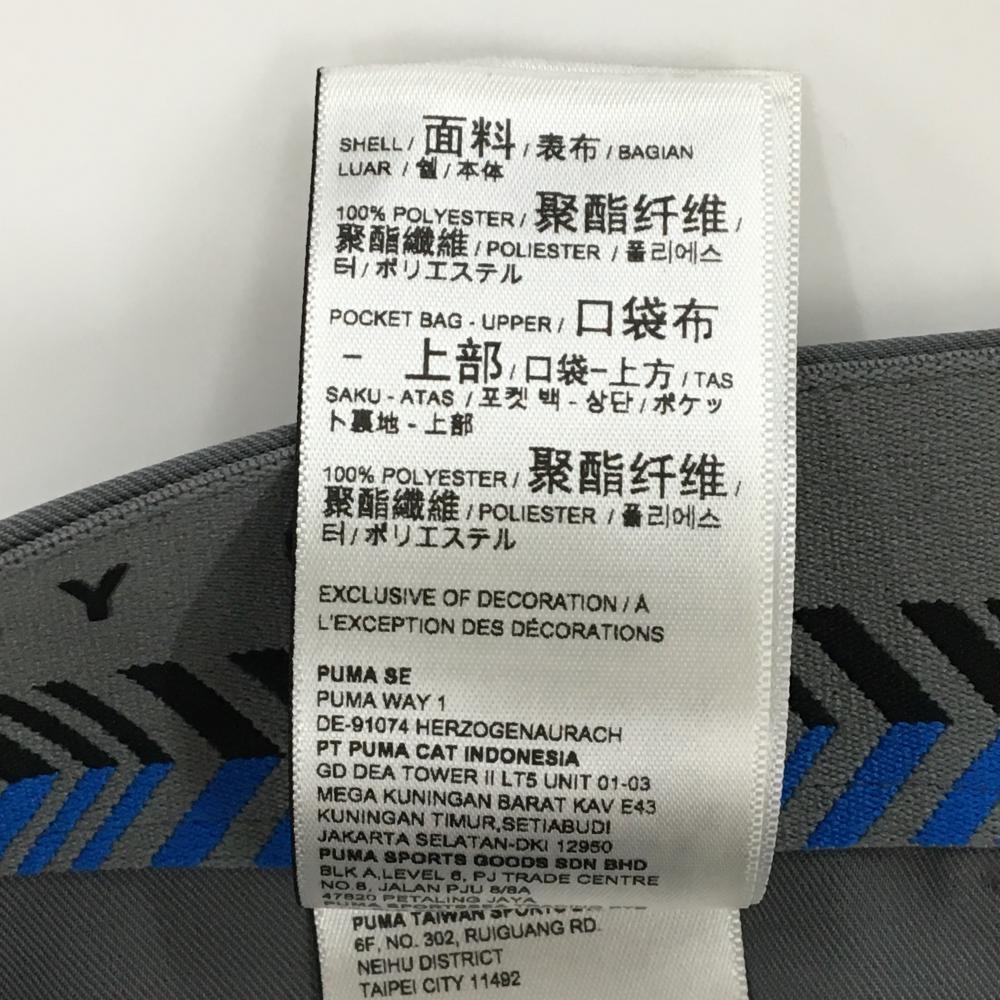 SHELL / 面料 / 表布 / BAGIAN
LUAR / 쉘 / 本体
100% POLYESTER / 聚酯纤维 /
聚酯纖維 / POLIESTER / 폴리에스
터 / ポリエステル
POCKET BAG - UPPER / 口袋布
- 上部 / 口袋-上方 / TAS
SAKU - ATAS / 포켓 백 - 상단 / ポケッ
ト裏地 - 上部
100% POLYESTER / 聚酯纤维 /
聚酯纖維 / POLIESTER / 폴리에스
터 / ポリエステル
EXCLUSIVE OF DECORATION / À
L'EXCEPTION DES DÉCORATIONS
PUMA SE
PUMA WAY 1
DE-91074 HERZOGENAURACH
PT PUMA CAT INDONESIA
GD DEA TOWER II LT5 UNIT 01-03
MEGA KUNINGAN BARAT KAV E43
KUNINGAN TIMUR,SETIABUDI
JAKARTA SELATAN-DKI 12950
PUMA SPORTS GOODS SDN BHD
BLK A,LEVEL 6, PJ TRADE CENTRE
NO.8, JALAN PJU 8/8A
47820 PETALING JAYA
PUMA TAIWAN SPORTS
6F, NO. 302, RUIGUANG RD.
NEIHU DISTRICT
TAIPEI CITY 11492
Y